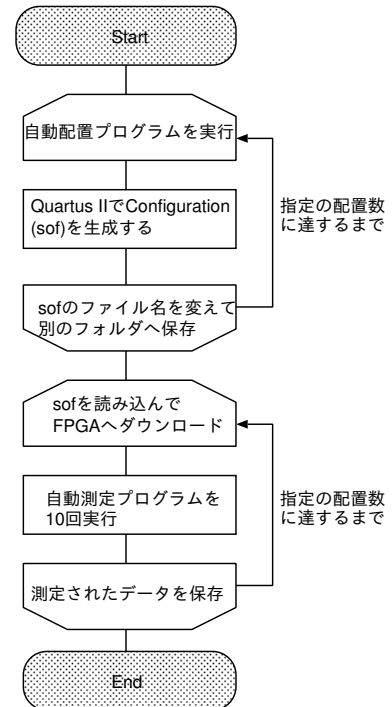 Start
自動配置プログラムを実行
Quartus IIでConfiguration
(sof)を生成する
指定の配置数
に達するまで
sofのファイル名を変えて
別のフォルダへ保存
sofを読み込んで
FPGAへダウンロード
自動測定プログラムを
10回実行
指定の配置数
に達するまで
測定されたデータを保存
End